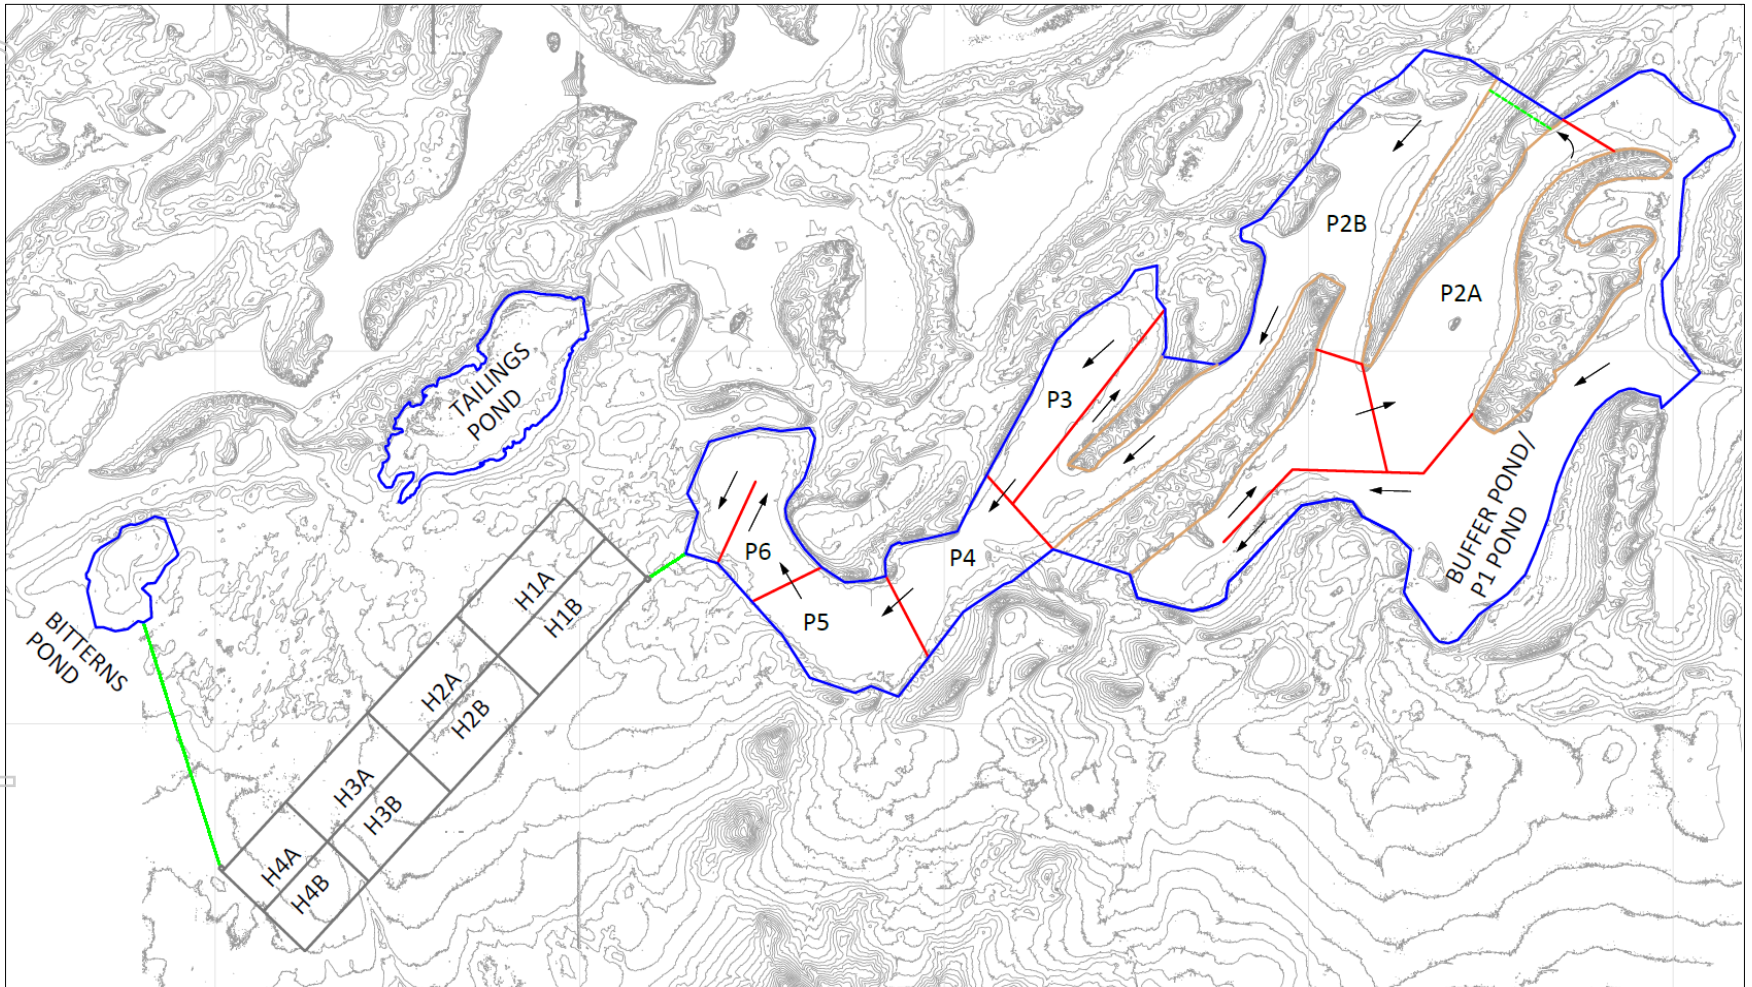 P2B
P2A
P3
TAILINGS
POND
BUFFER POND/
P1 POND
P4
P6
P5
H1A
H1B
BITTERNS
POND
H2A
H2B
H3A
H3B
H4A
H4B